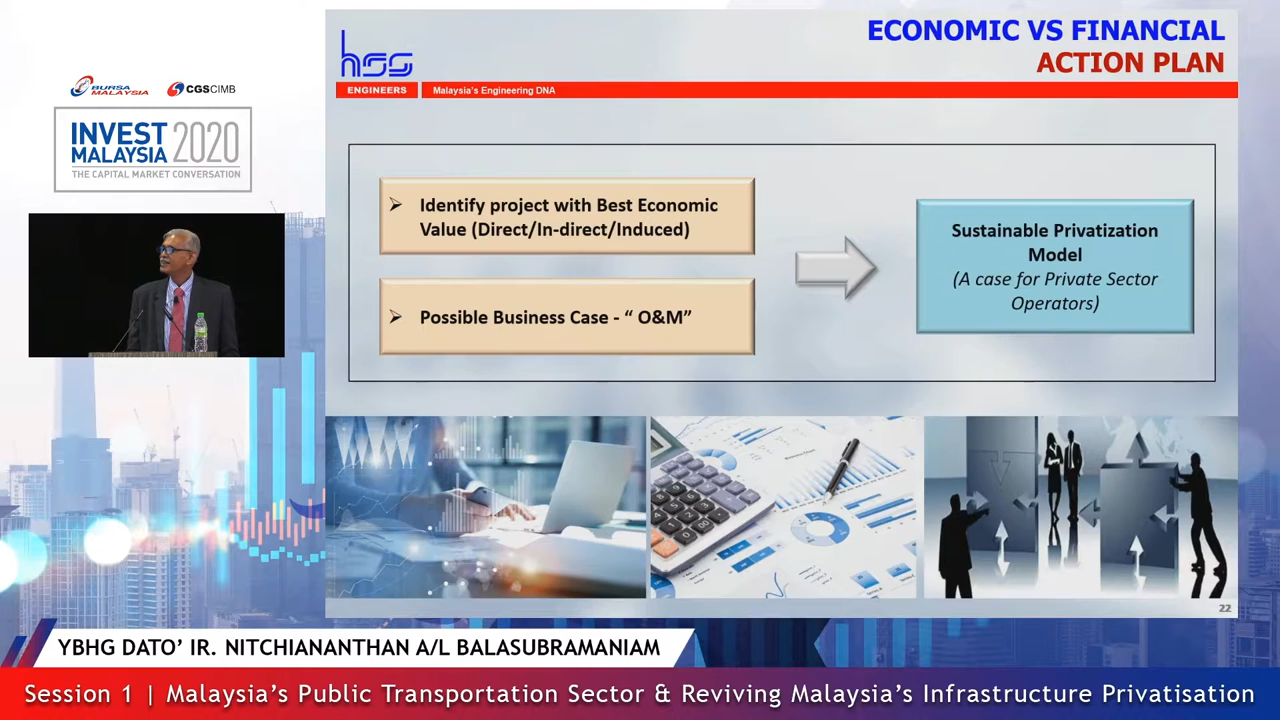 BURSA
MALAYSIA
CGS CIMB
INVEST
MALAYSIA 2020
THE CAPITAL MARKET CONVERSATION
hss
ENGINEERS
Malaysia's Engineering DNA
ECONOMIC VS FINANCIAL
ACTION PLAN
➢ Identify project with Best Economic
Value (Direct/In-direct/Induced)
➢ Possible Business Case - “ O&M”
Sustainable Privatization
Model
(A case for Private Sector
Operators)
22
YBHG DATO’ IR. NITCHIANANTHAN A/L BALASUBRAMANIAM
Session 1 | Malaysia’s Public Transportation Sector & Reviving Malaysia’s Infrastructure Privatisation